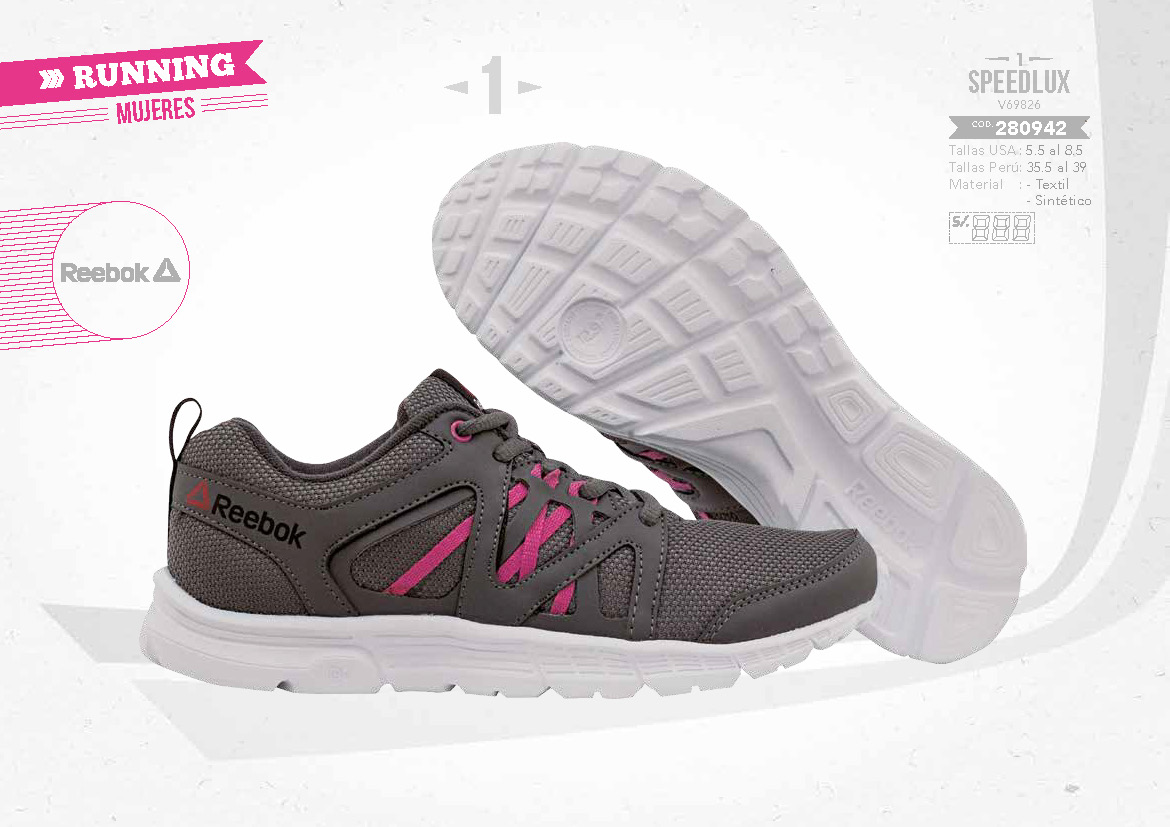 RUNNING
MUJERES
1
1
SPEEDLUX
V69826
COD. 280942
Tallas USA : 5.5 al 8,5
Tallas Perú : 35.5 al 39
Material : - Textil
- Sintético
S/. 888
Reebok
Reebok
Reebok